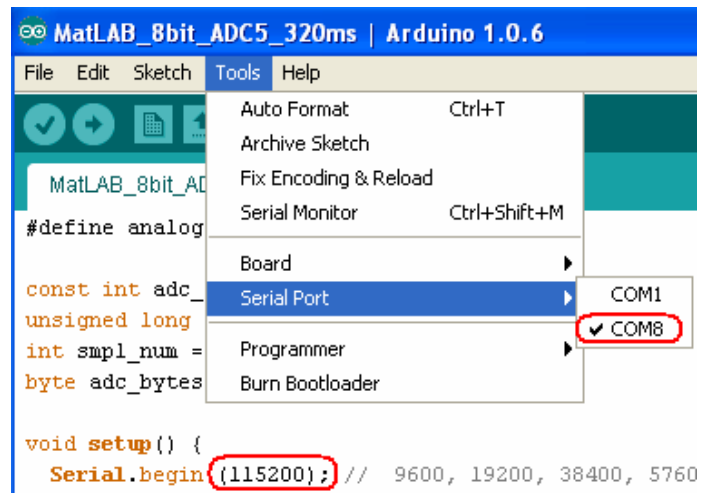 MatLAB_8bit_ADC5_320ms | Arduino 1.0.6
File Edit Sketch Tools Help
Auto Format Ctrl+T
Archive Sketch
Fix Encoding & Reload
Serial Monitor Ctrl+Shift+M
Board
Serial Port
Programmer
Burn Bootloader
COM1
COM8
MatLAB_8bit_AD
#define analog
const int adc_
unsigned long
int smpl_num =
byte adc_bytes
void setup() {
Serial.begin(115200); // 9600, 19200, 38400, 5760